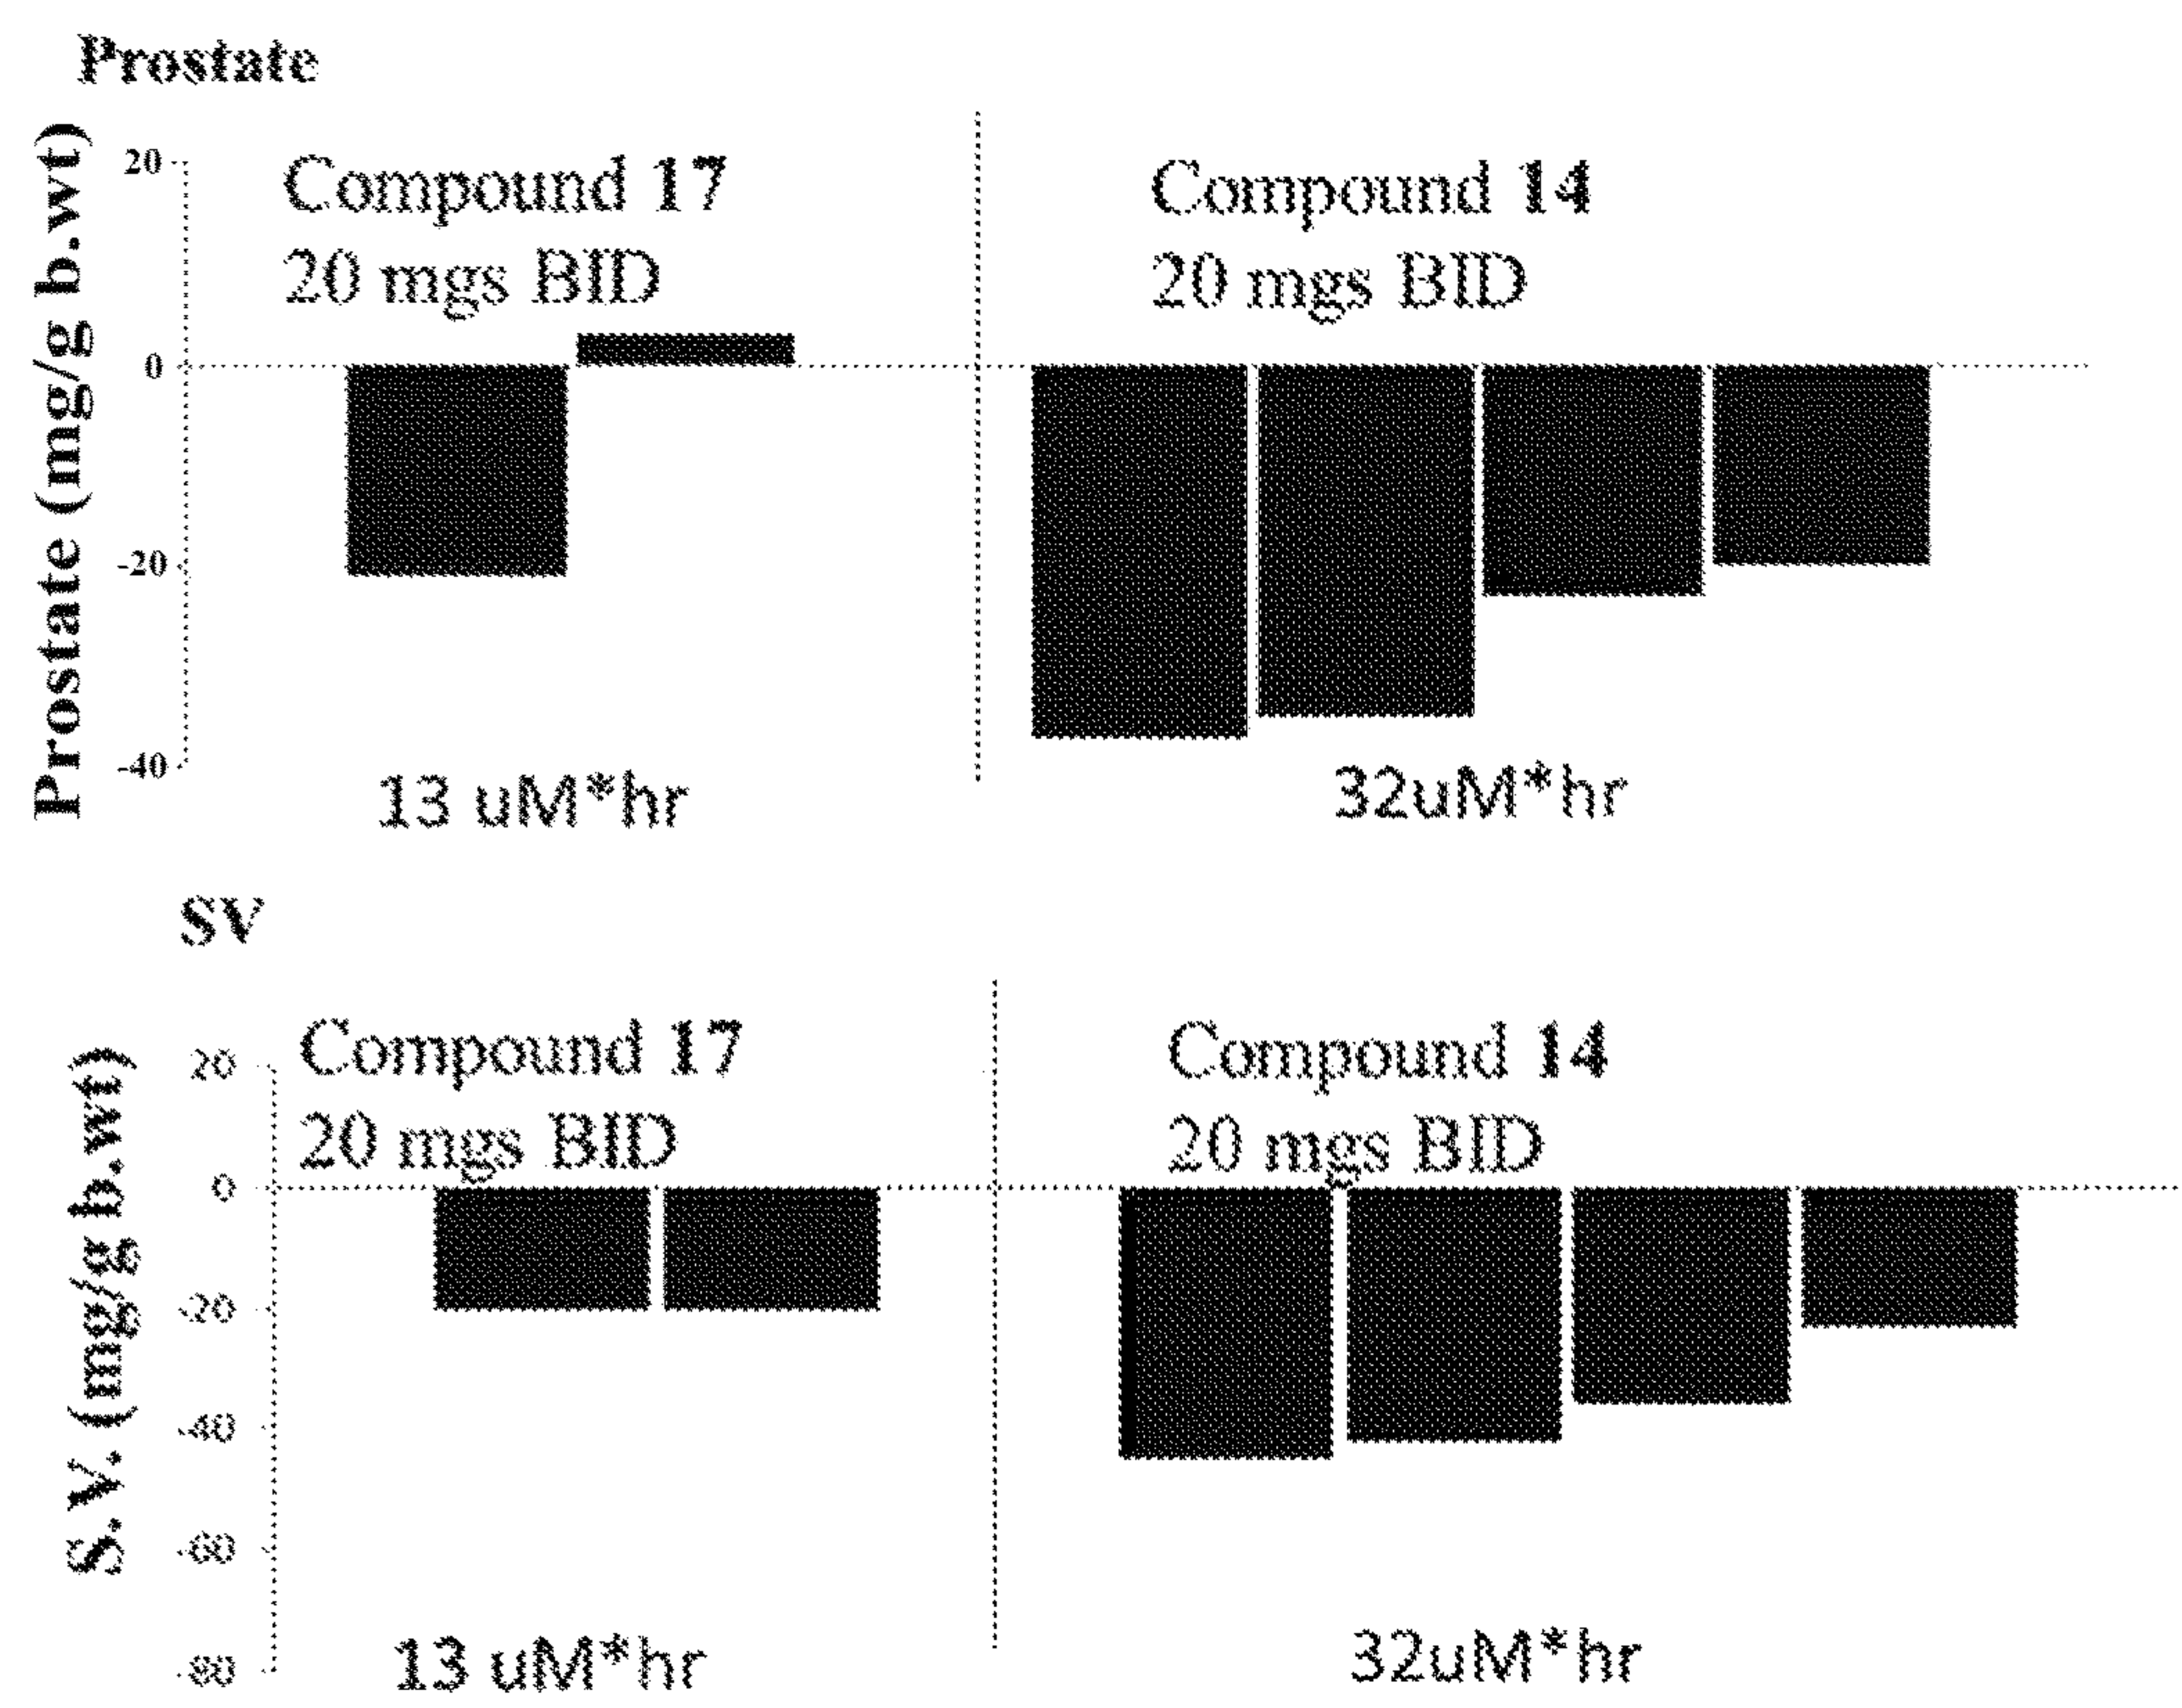 Prostate
Prostate (mg/g b.wt)
20
0
-20
-40
Compound 17
20 mgs BID
Compound 14
20 mgs BID
13 uM*hr
32uM*hr
SV
S.V. (mg/g b.wt)
20
0
-20
-40
-60
-80
Compound 17
20 mgs BID
Compound 14
20 mgs BID
13 uM*hr
32uM*hr